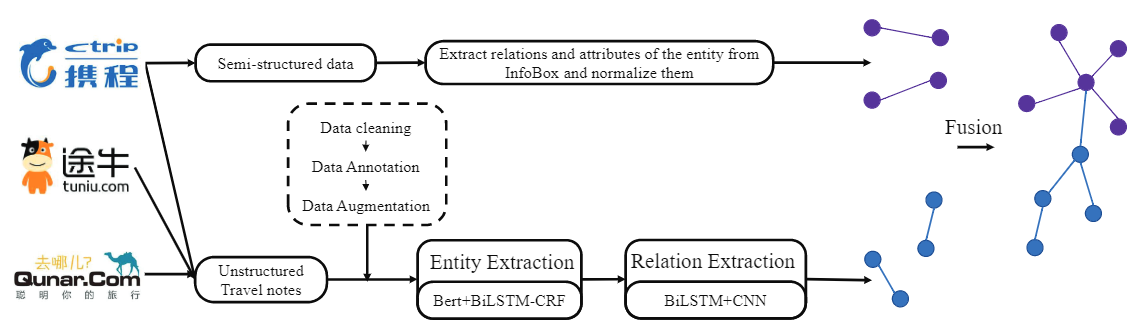 ctrip
携程
Semi-structured data
Extract relations and attributes of the entity from
InfoBox and normalize them
Data cleaning
Data Annotation
Data Augmentation
Fusion
途牛
tuniu.com
去哪儿?
Qunar.Com
聪明你的旅行
Unstructured
Travel notes
Entity Extraction
Bert+BiLSTM-CRF
Relation Extraction
BiLSTM+CNN